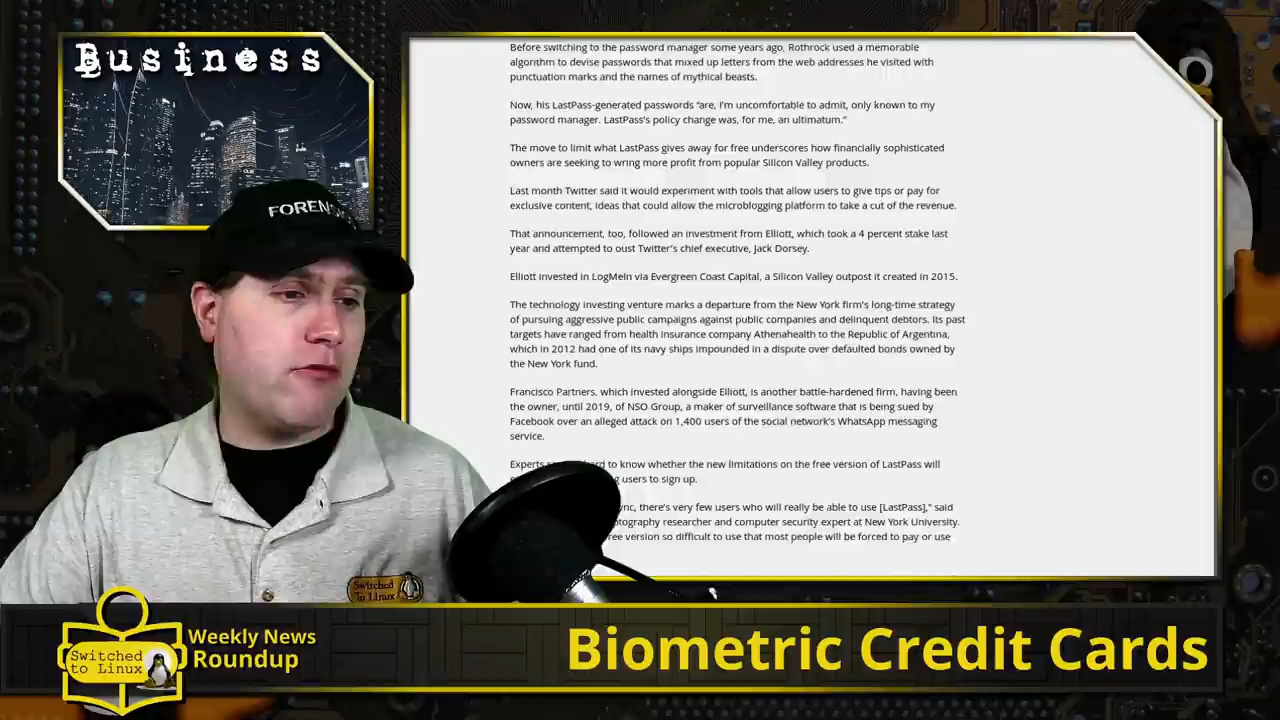 Business
Before switching to the password manager some years ago, Rothrock used a memorable
algorithm to devise passwords that mixed up letters from the web addresses he visited with
punctuation marks and the names of mythical beasts.
Now, his LastPass-generated passwords “are, I'm uncomfortable to admit, only known to my
password manager. LastPass's policy change was, for me, an ultimatum.”
The move to limit what LastPass gives away for free underscores how financially sophisticated
owners are seeking to wring more profit from popular Silicon Valley products.
Last month Twitter said it would experiment with tools that allow users to give tips or pay for
exclusive content, ideas that could allow the microblogging platform to take a cut of the revenue.
That announcement, too, followed an investment from Elliott, which took a 4 percent stake last
year and attempted to oust Twitter's chief executive, Jack Dorsey.
Elliott invested in LogMeIn via Evergreen Coast Capital, a Silicon Valley outpost it created in 2015.
The technology investing venture marks a departure from the New York firm's long-time strategy
of pursuing aggressive public campaigns against public companies and delinquent debtors. Its past
targets have ranged from health insurance company Athenahealth to the Republic of Argentina,
which in 2012 had one of its navy ships impounded in a dispute over defaulted bonds owned by
the New York fund.
Francisco Partners, which invested alongside Elliott, is another battle-hardened firm, having been
the owner, until 2019, of NSO Group, a maker of surveillance software that is being sued by
Facebook over an alleged attack on 1,400 users of the social network's WhatsApp messaging
service.
Experts to know whether the new limitations on the free version of LastPass will
users to sign up.
there's very few users who will really be able to use [LastPass],” said
researcher and computer security expert at New York University.
version so difficult to use that most people will be forced to pay or use
FORENS
Switched
To Linux
Switched
to Linux
Weekly News
Roundup
Biometric Credit Cards